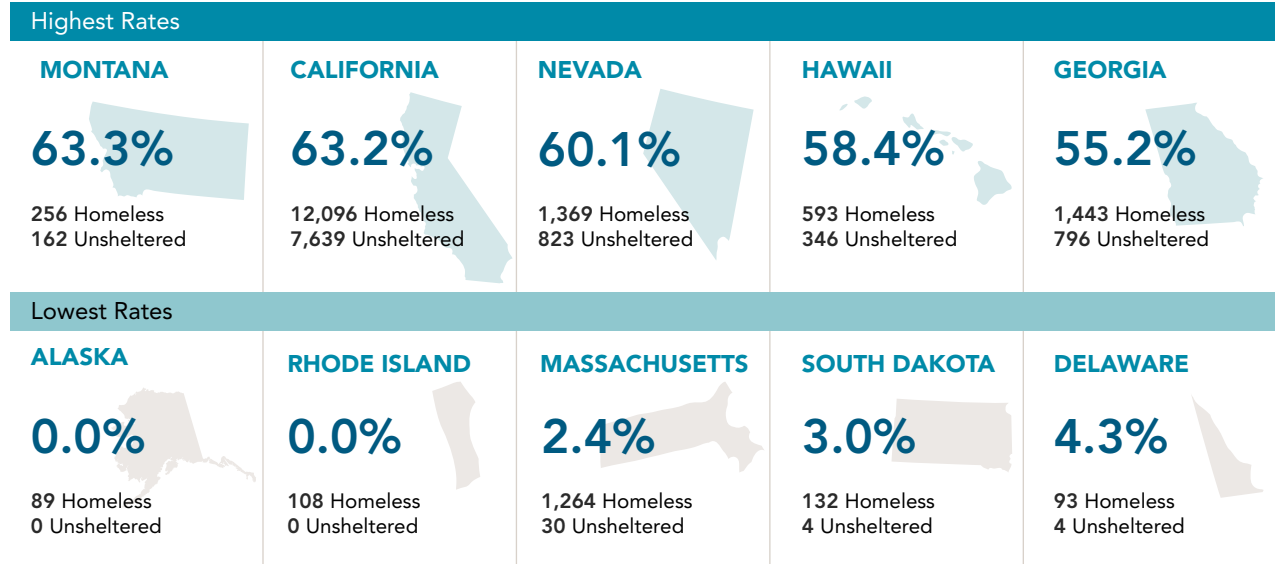 Highest Rates
MONTANA
63.3%
256 Homeless
162 Unsheltered
CALIFORNIA
63.2%
12,096 Homeless
7,639 Unsheltered
NEVADA
60.1%
1,369 Homeless
823 Unsheltered
HAWAII
58.4%
593 Homeless
346 Unsheltered
GEORGIA
55.2%
1,443 Homeless
796 Unsheltered
Lowest Rates
ALASKA
0.0%
89 Homeless
0 Unsheltered
RHODE ISLAND
0.0%
108 Homeless
0 Unsheltered
MASSACHUSETTS
2.4%
1,264 Homeless
30 Unsheltered
SOUTH DAKOTA
3.0%
132 Homeless
4 Unsheltered
DELAWARE
4.3%
93 Homeless
4 Unsheltered